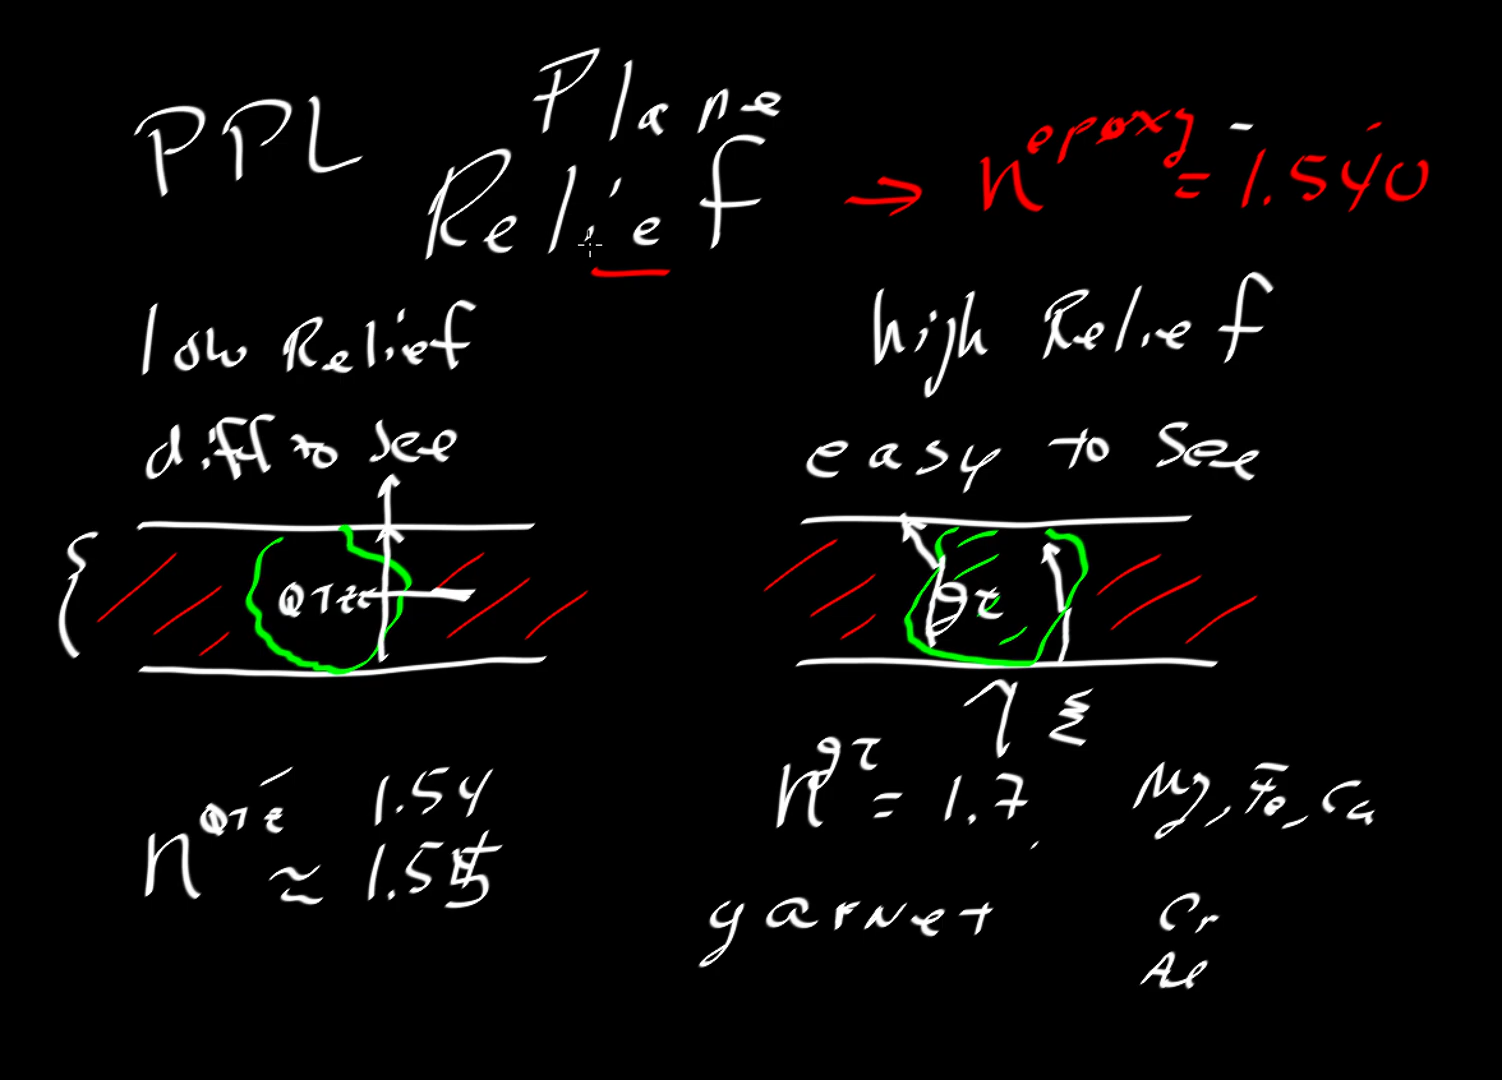 PPL Plane
Relief → n^epoxy = 1.540
low Relief
high Relief
diff to see
easy to see
QTz
gt
n^QTz ≈ 1.54
1.55
n^gt = 1.7
Mg, Fe, Ca
garnet
Cr
Al